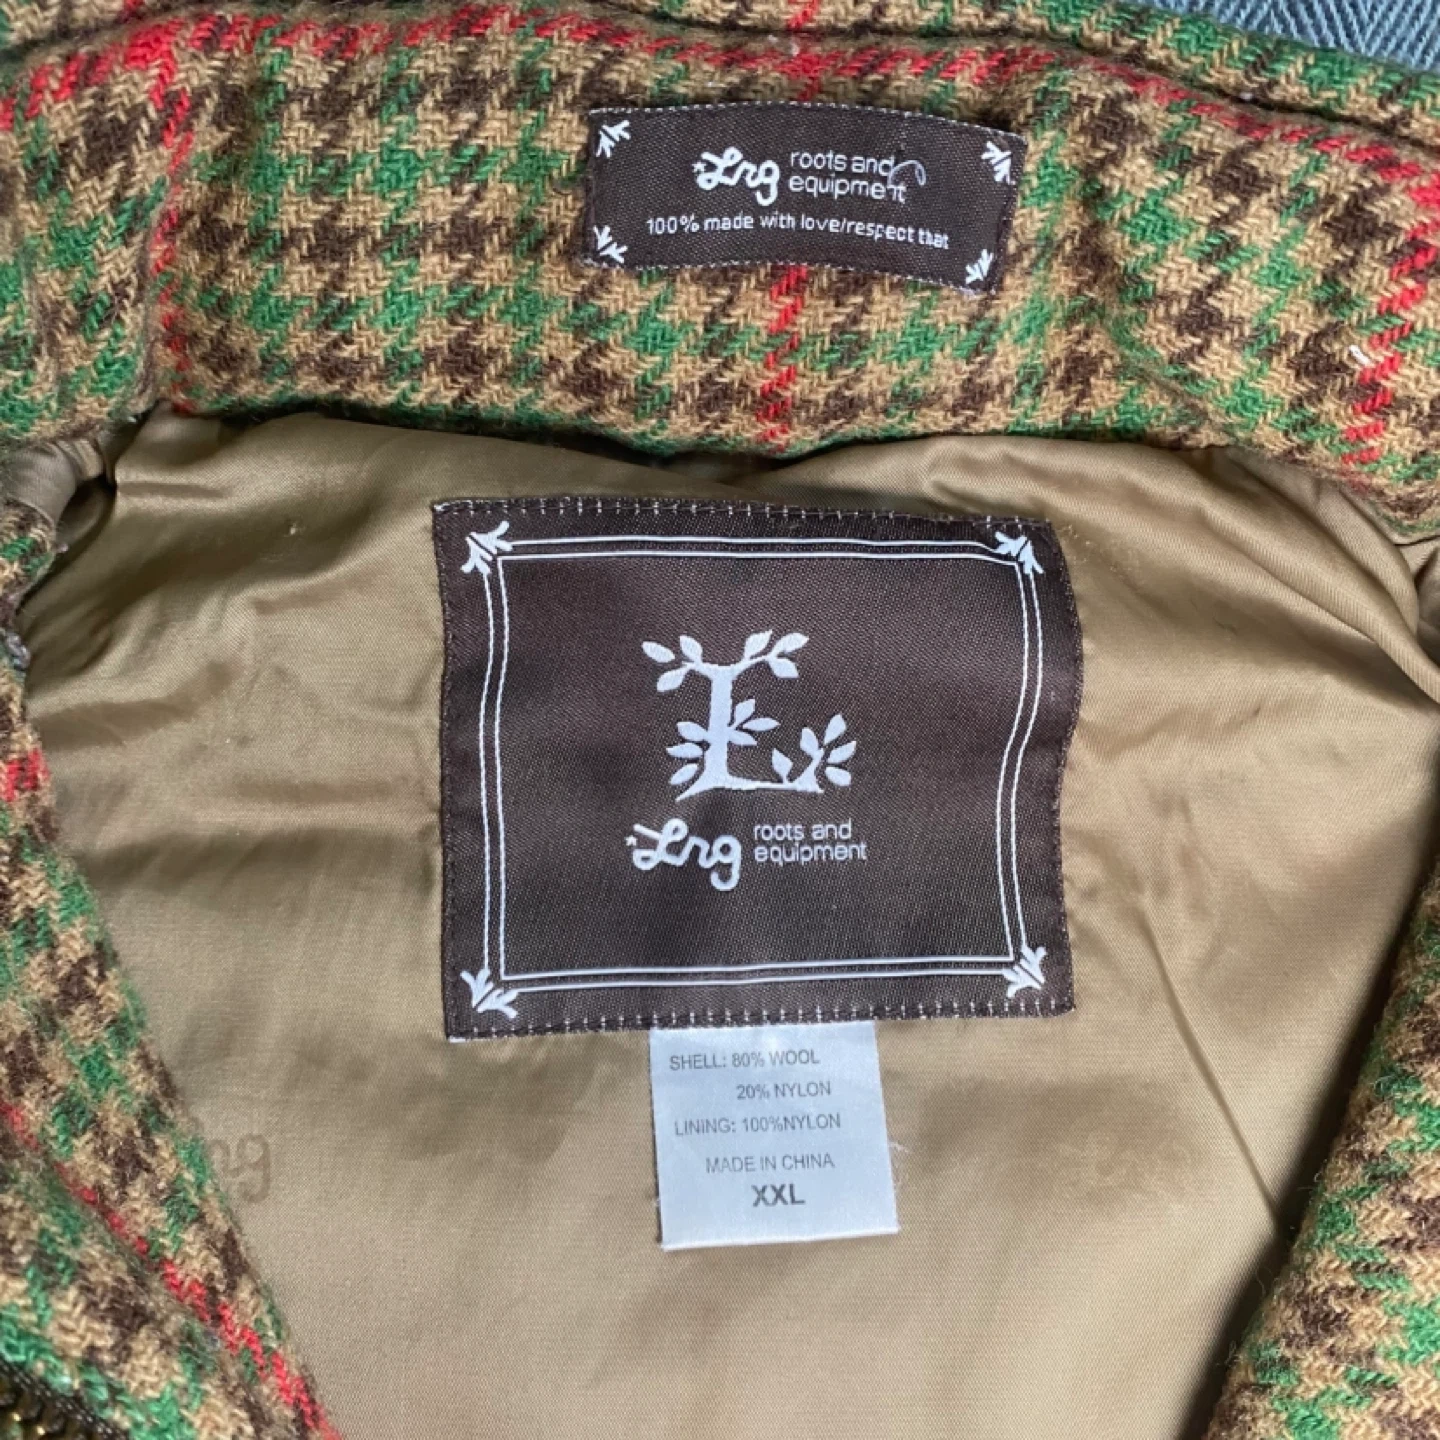 Lrg roots and
equipment
100% made with love/respect that
L
Lrg roots and
equipment
SHELL: 80% WOOL
20% NYLON
LINING: 100%NYLON
MADE IN CHINA
XXL